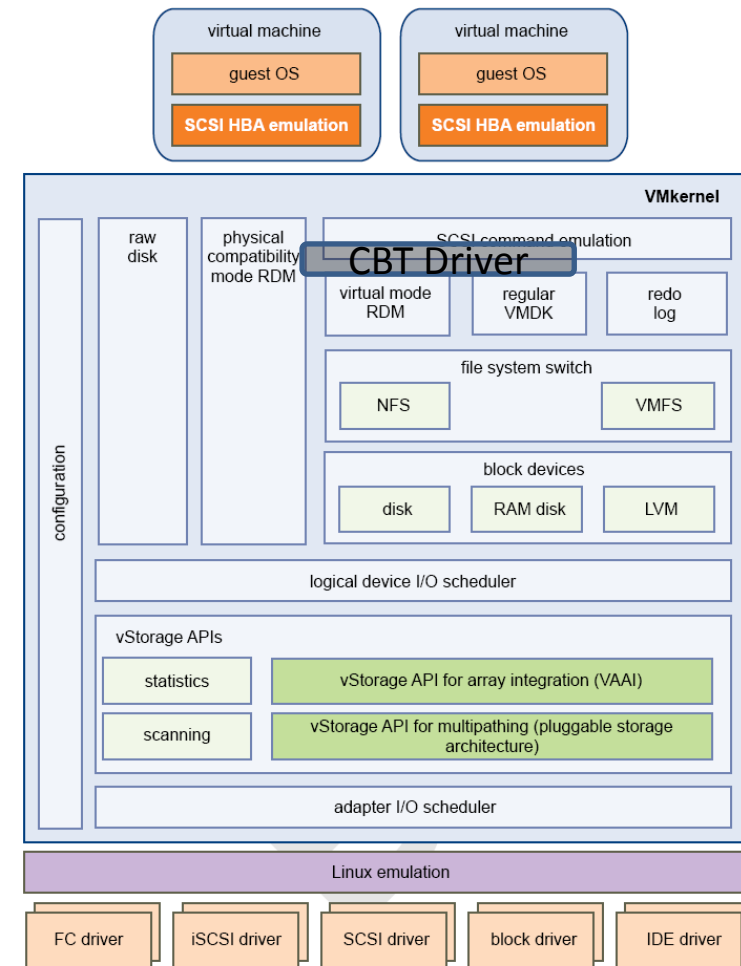 virtual machine
guest OS
SCSI HBA emulation
virtual machine
guest OS
SCSI HBA emulation
VMkernel
configuration
raw
disk
physical
compatibility
mode RDM
SCSI command emulation
CBT Driver
virtual mode
RDM
regular
VMDK
redo
log
file system switch
NFS
VMFS
block devices
disk
RAM disk
LVM
logical device I/O scheduler
vStorage APIs
statistics
vStorage API for array integration (VAAI)
scanning
vStorage API for multipathing (pluggable storage
architecture)
adapter I/O scheduler
Linux emulation
FC driver
iSCSI driver
SCSI driver
block driver
IDE driver